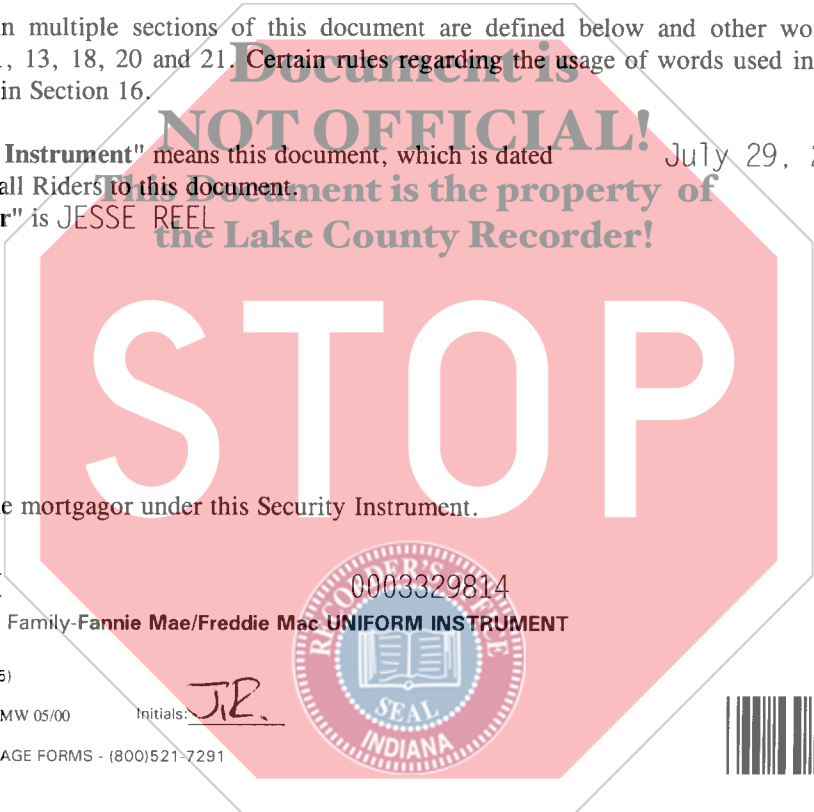 n multiple sections of this document are defined below and other wo
, 13, 18, 20 and 21. Certain rules regarding the usage of words used in
in Section 16.
Document is
NOT OFFICIAL!
This Document is the property of
the Lake County Recorder!
Instrument" means this document, which is dated July 29, 2
all Riders to this document.
r" is JESSE REEL
STOP
e mortgagor under this Security Instrument.
0003329814
Family-Fannie Mae/Freddie Mac UNIFORM INSTRUMENT
MW 05/00 Initials: J.R.
AGE FORMS - (800)521-7291
RECORDER'S OFFICE
SEAL
INDIANA